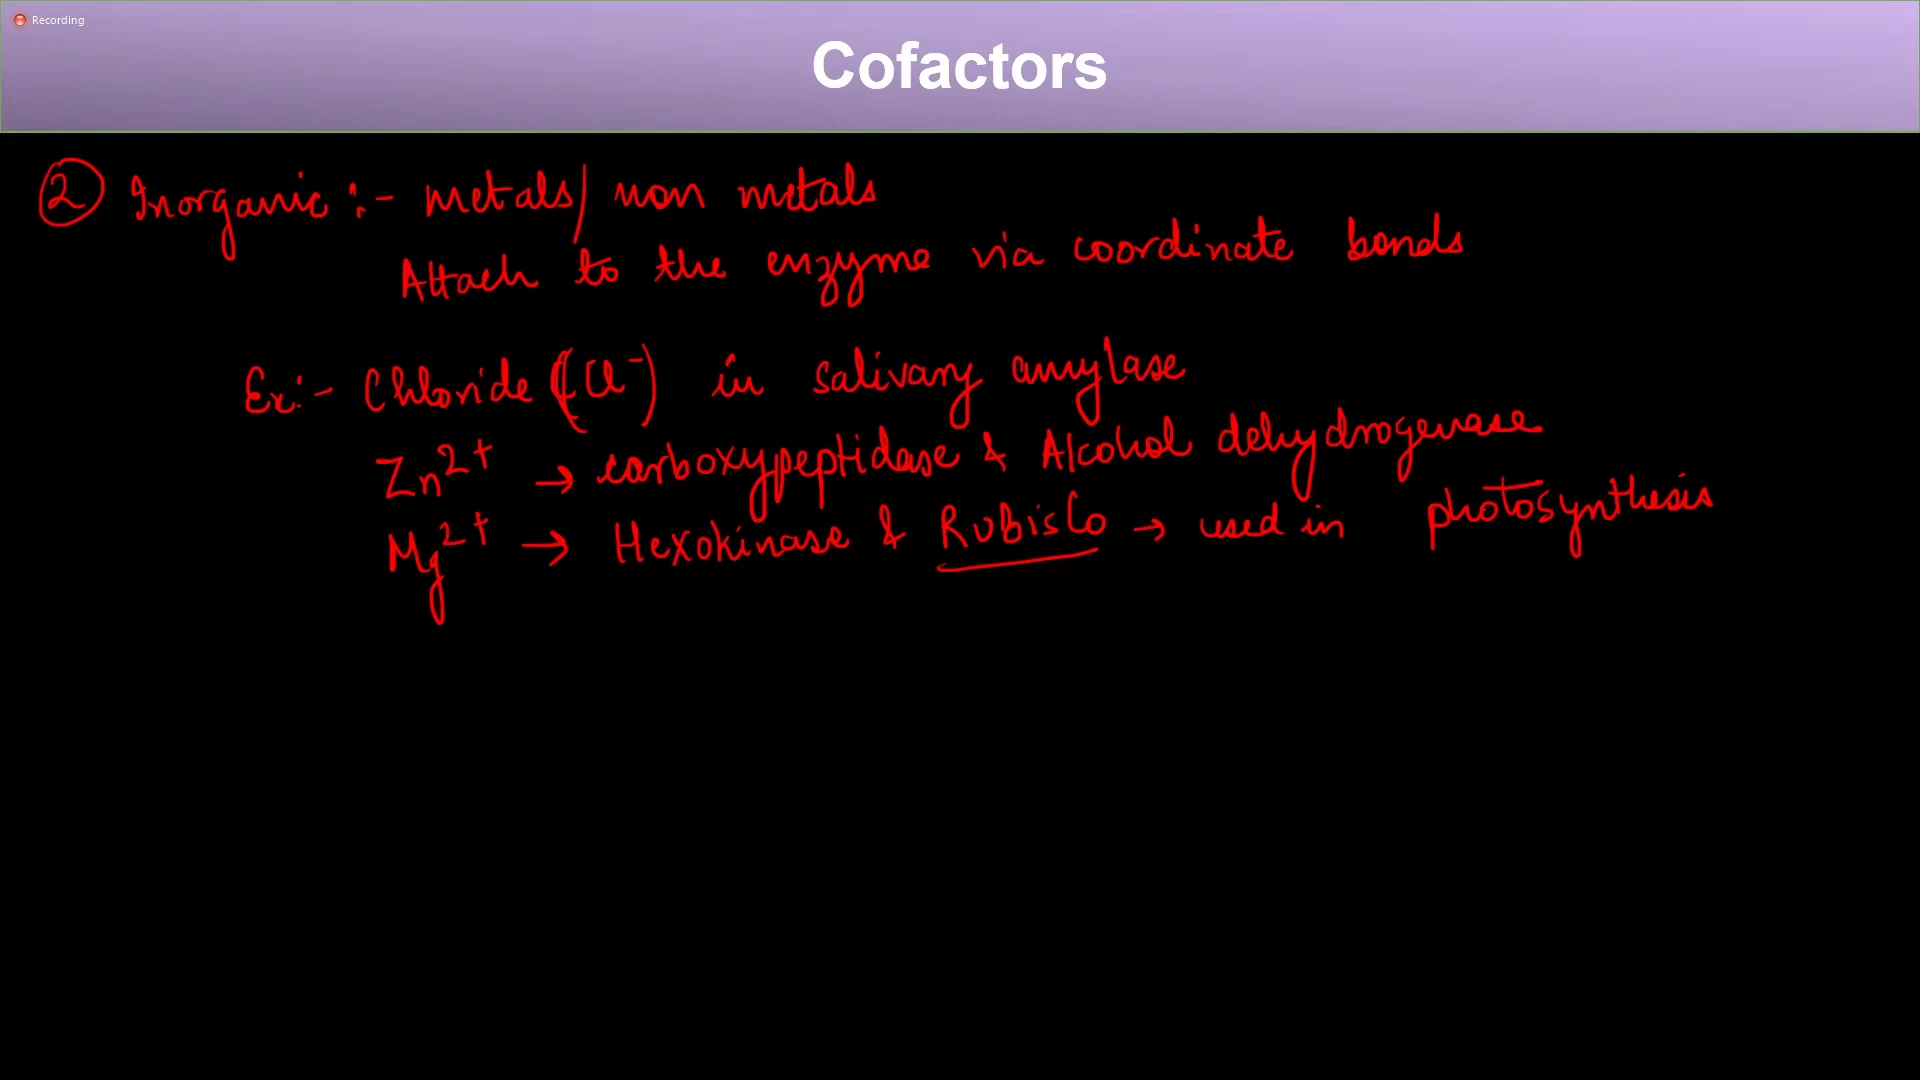 Recording
Cofactors
② Inorganic :- metals/ non metals
Attach to the enzyme via coordinate bonds
Ex:- Chloride (Cl⁻) in salivary amylase
Zn²⁺ → carboxypeptidase & Alcohol dehydrogenase
Mg²⁺ → Hexokinase & RuBisCo → used in photosynthesis